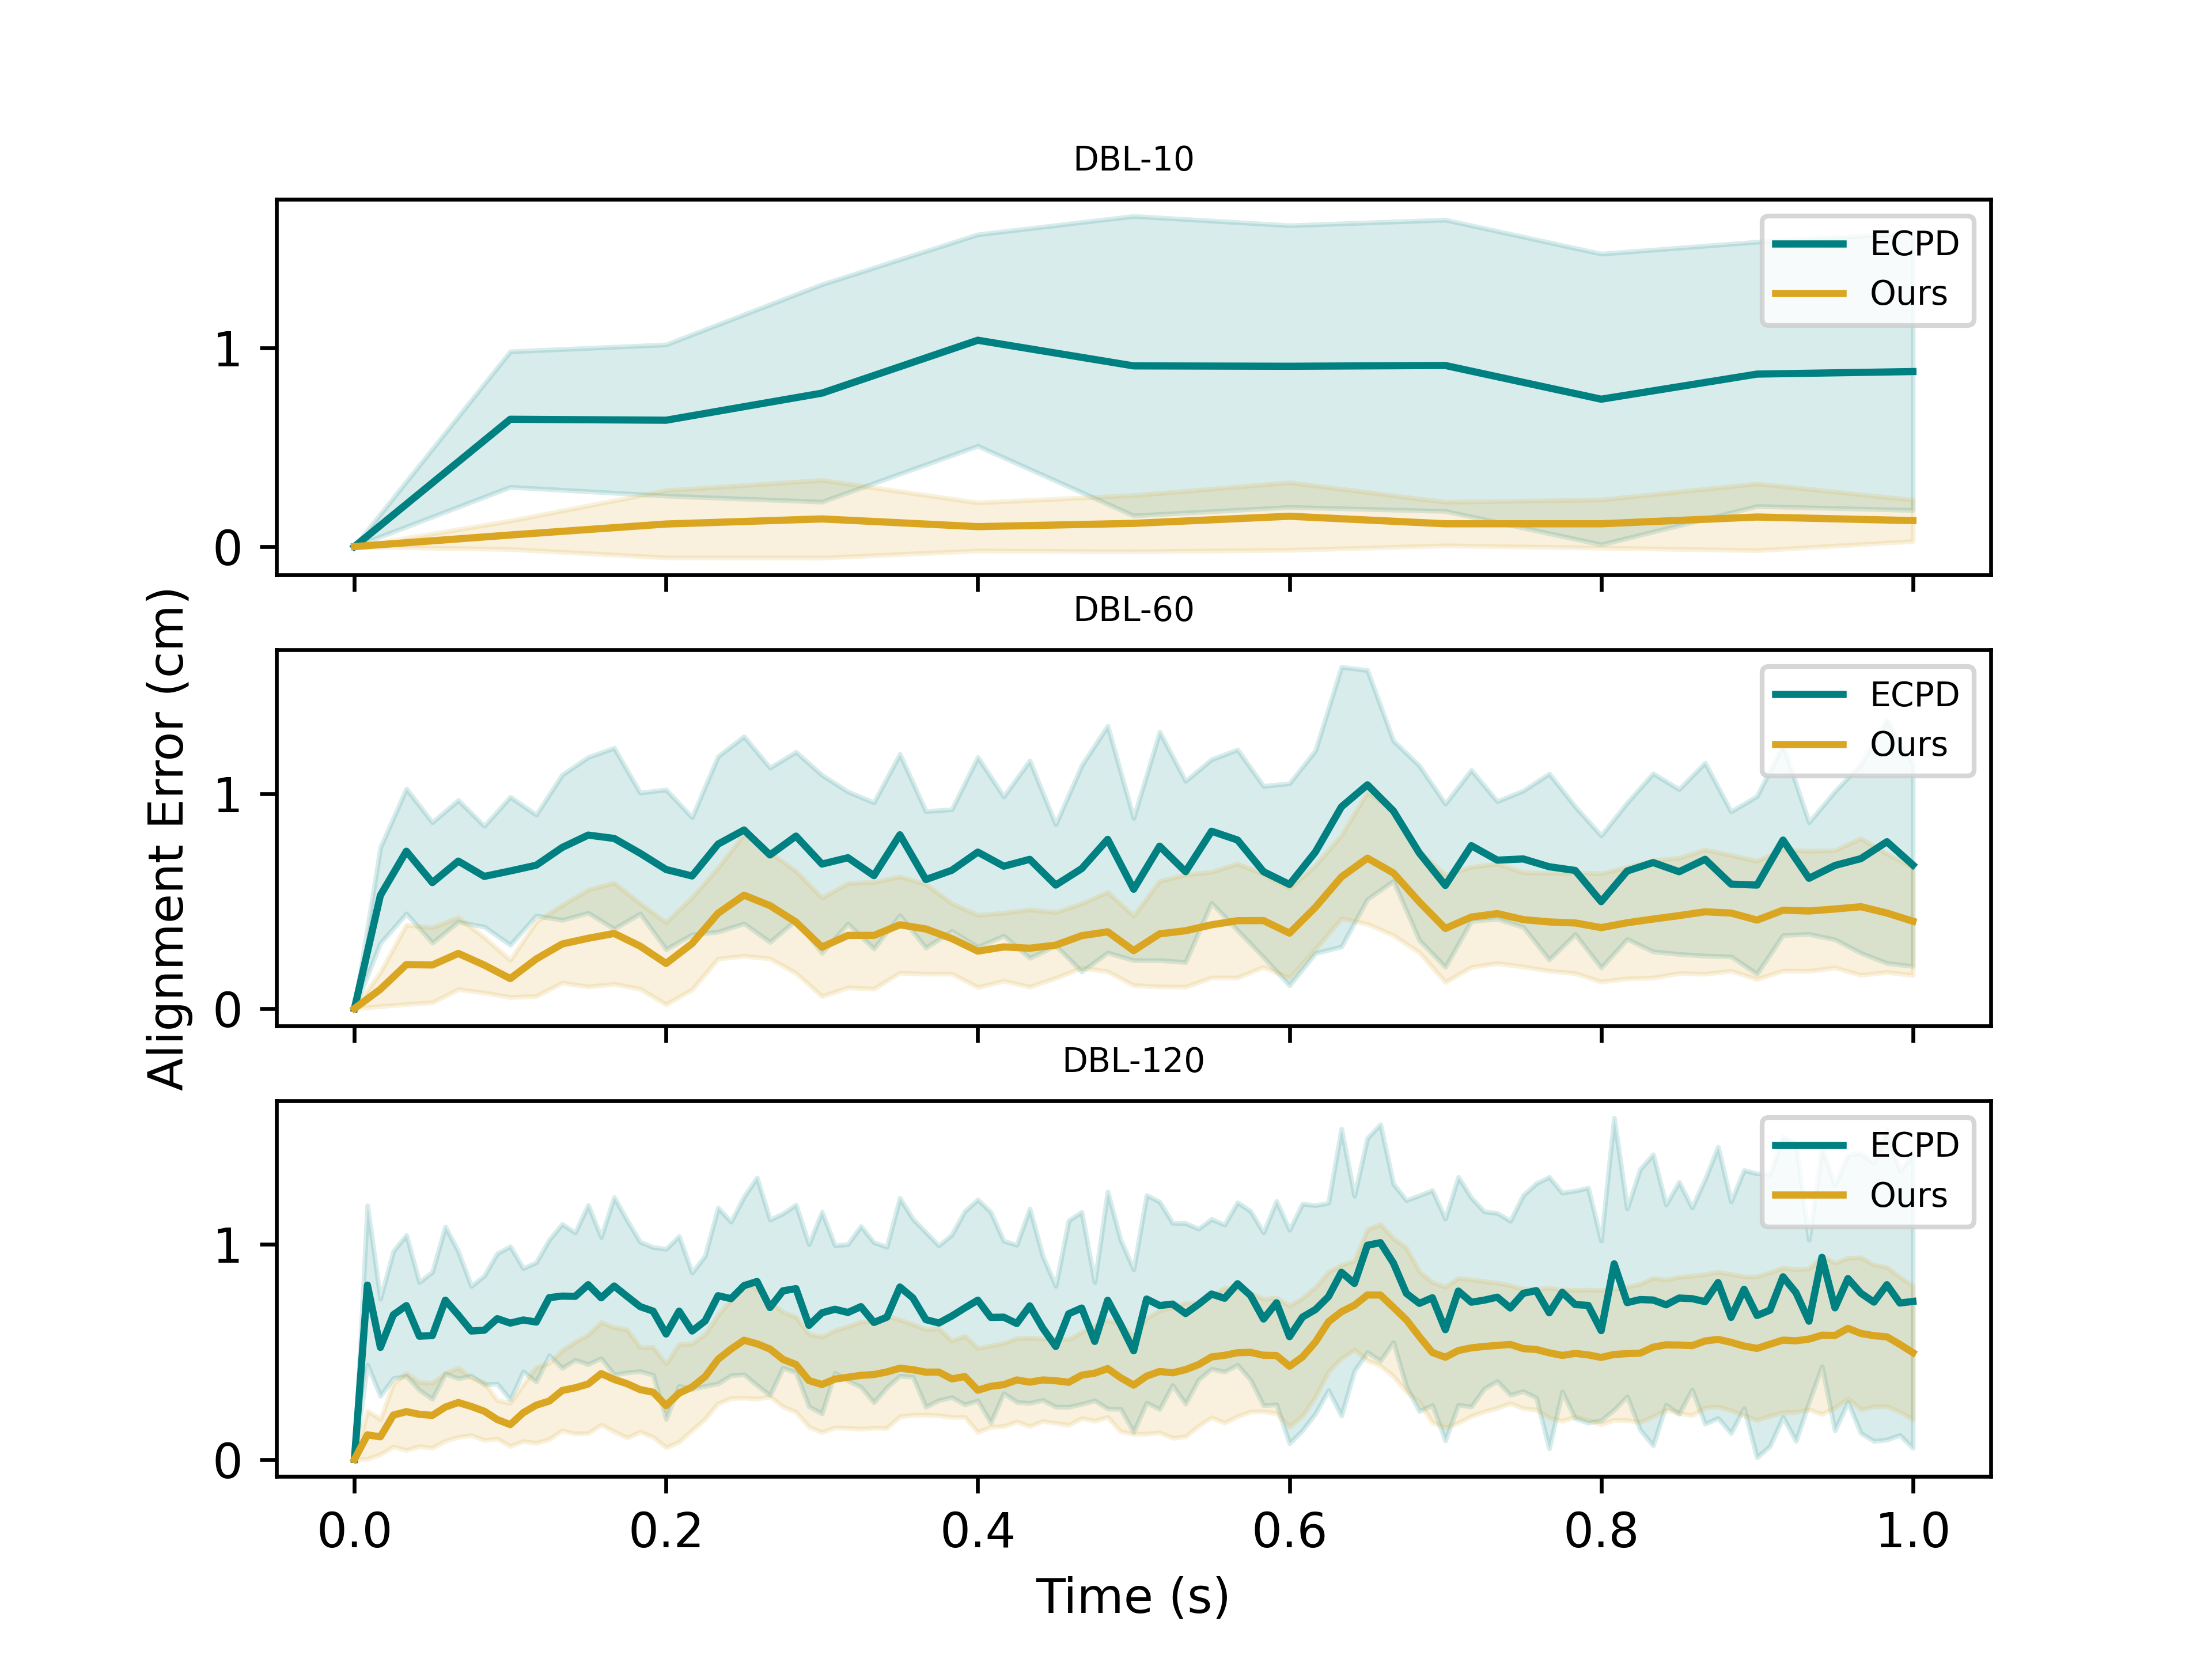 DBL-10
ECPD
Ours
1
0
DBL-60
ECPD
Ours
1
0
Alignment Error (cm)
DBL-120
ECPD
Ours
1
0
0.0 0.2 0.4 0.6 0.8 1.0
Time (s)